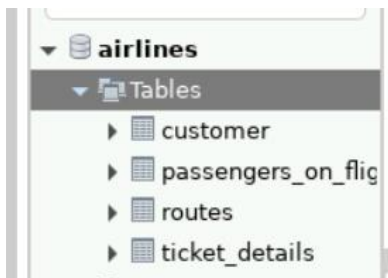 airlines
Tables
customer
passengers_on_flig
routes
ticket_details